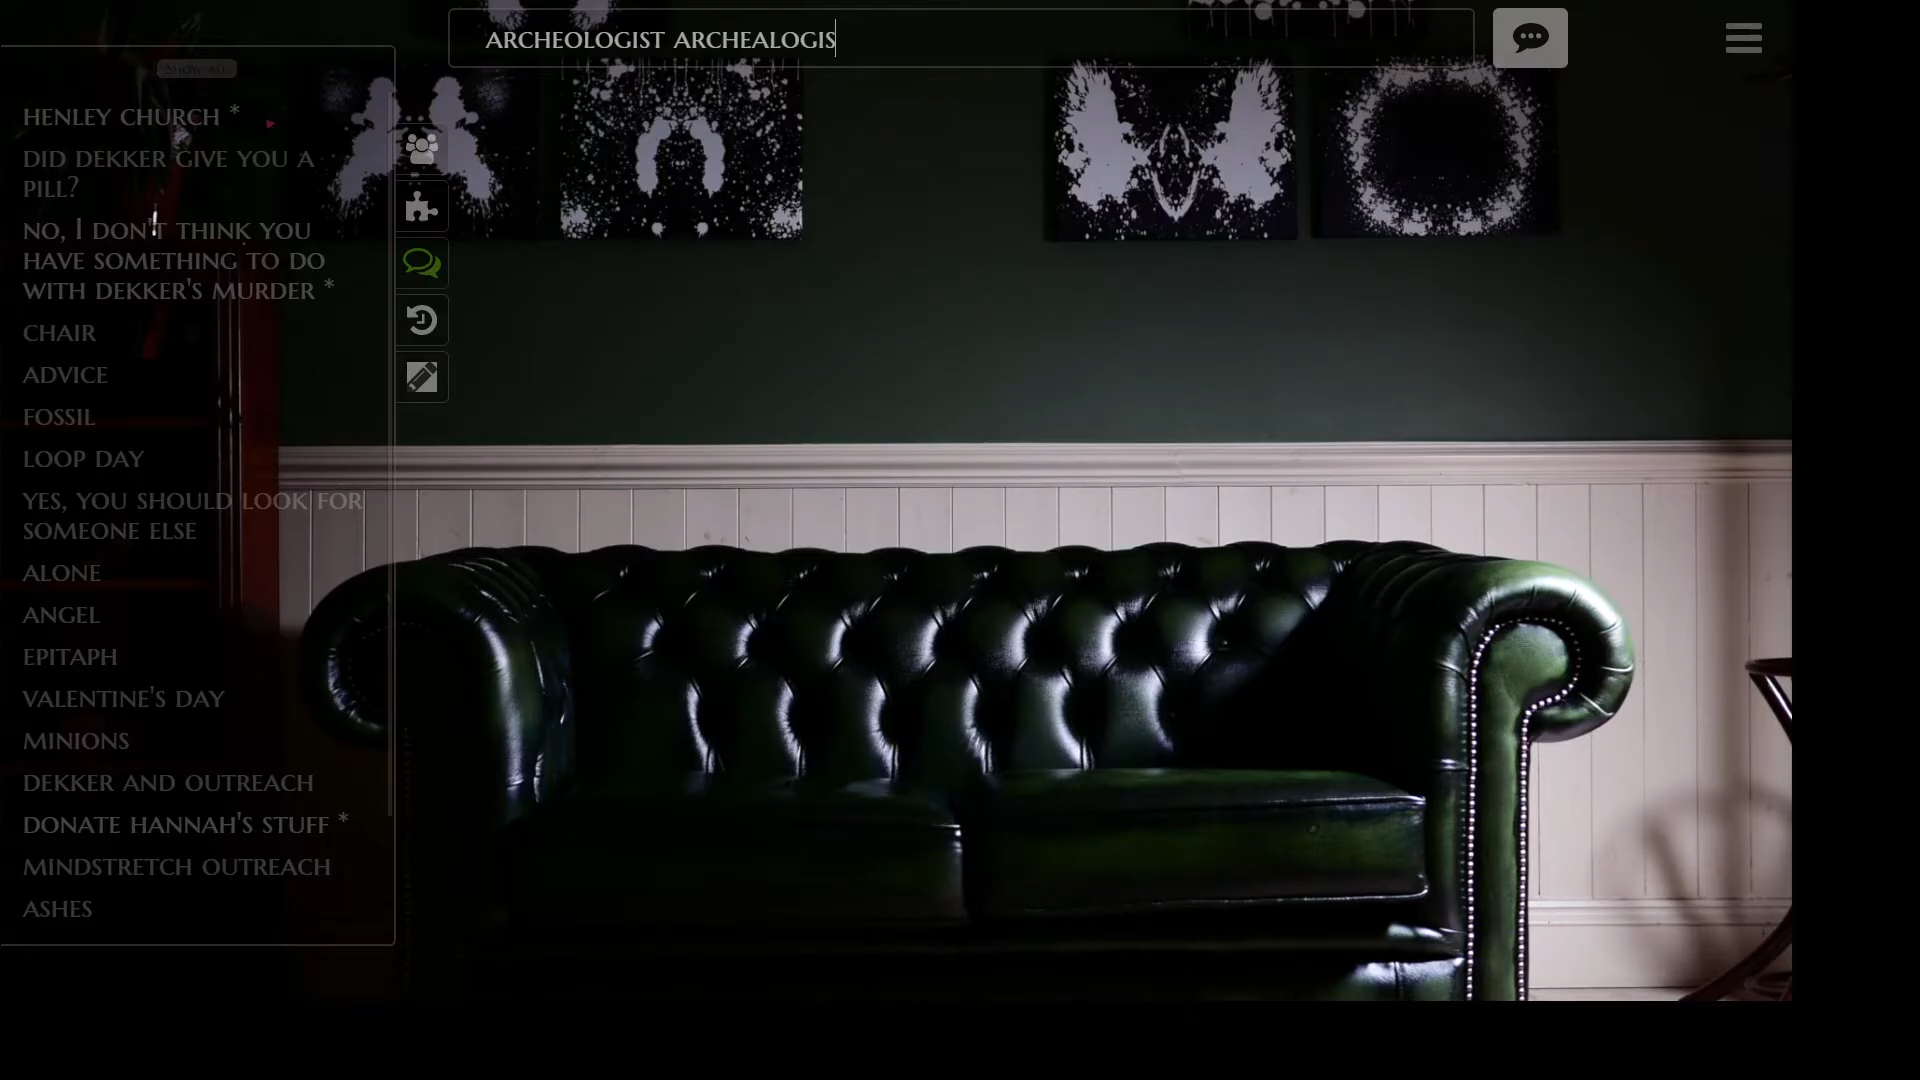 ARCHEOLOGIST ARCHEALOGIS
SHOW ALL
HENLEY CHURCH *
DID DEKKER GIVE YOU A
PILL?
NO, I DON'T THINK YOU
HAVE SOMETHING TO DO
WITH DEKKER'S MURDER *
CHAIR
ADVICE
FOSSIL
LOOP DAY
YES, YOU SHOULD LOOK FOR
SOMEONE ELSE
ALONE
ANGEL
EPITAPH
VALENTINE'S DAY
MINIONS
DEKKER AND OUTREACH
DONATE HANNAH'S STUFF *
MINDSTRETCH OUTREACH
ASHES